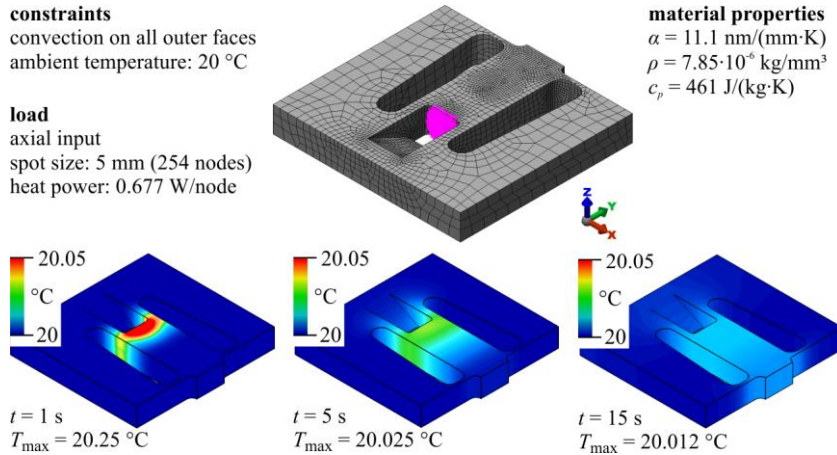 constraints
convection on all outer faces
ambient temperature: 20 °C
load
axial input
spot size: 5 mm (254 nodes)
heat power: 0.677 W/node
material properties
α = 11.1 nm/(mm·K)
ρ = 7.85·10⁻⁶ kg/mm³
cₚ = 461 J/(kg·K)
Z
Y
X
20.05
°C
20
t = 1 s
Tmax = 20.25 °C
20.05
°C
20
t = 5 s
Tmax = 20.025 °C
20.05
°C
20
t = 15 s
Tmax = 20.012 °C